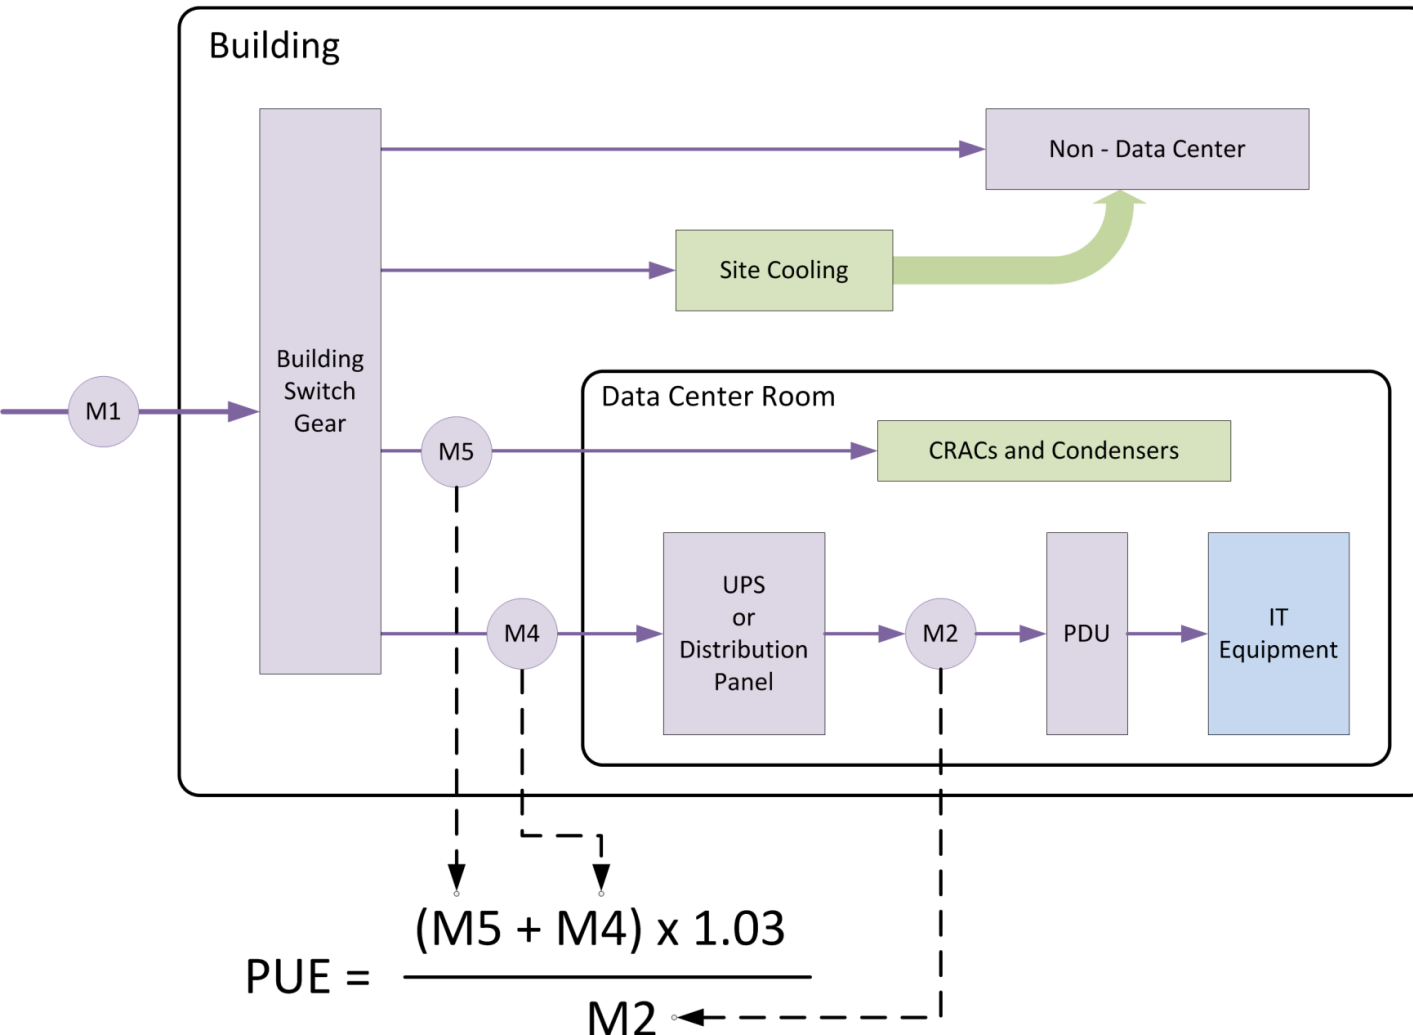 Building
Non - Data Center
Site Cooling
Building
Switch
Gear
M1
Data Center Room
M5
CRACs and Condensers
M4
UPS
or
Distribution
Panel
M2
PDU
IT
Equipment
(M5 + M4) x 1.03
PUE =
M2